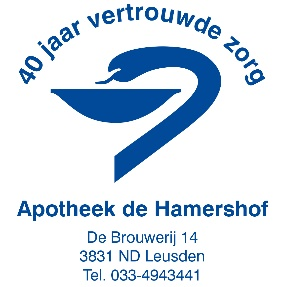 40 jaar vertrouwde zorg
Apotheek de Hamershof
De Brouwerij 14
3831 ND Leusden
Tel. 033-4943441